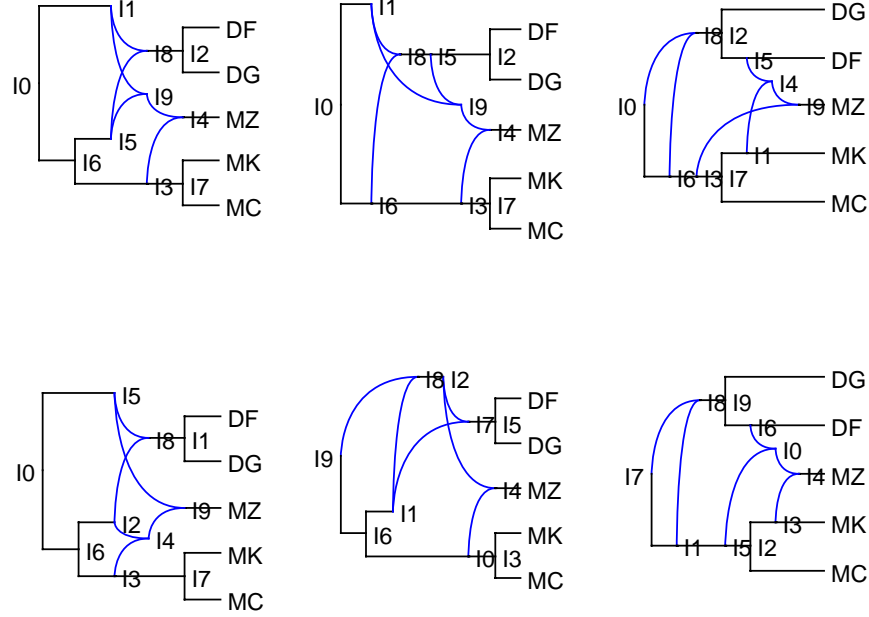 I1
DF
I8 I2
I0
DG
I9
I4 MZ
I5
I6
MK
I3 I7
MC
I1
DF
I8 I5 I2
DG
I0
I9
I4 MZ
MK
I6 I3 I7
MC
DG
I8 I2
DF
I5
I4
I0
I9 MZ
I1 MK
I6 I3 I7
MC
I5
DF
I8 I1
DG
I0
I9 MZ
I2
I4
I6
MK
I3 I7
MC
I8 I2
DF
I7 I5
DG
I9
I4 MZ
I1
I6
MK
I0 I3
MC
DG
I8 I9
DF
I6
I0
I7
I4 MZ
I3 MK
I1 I5 I2
MC